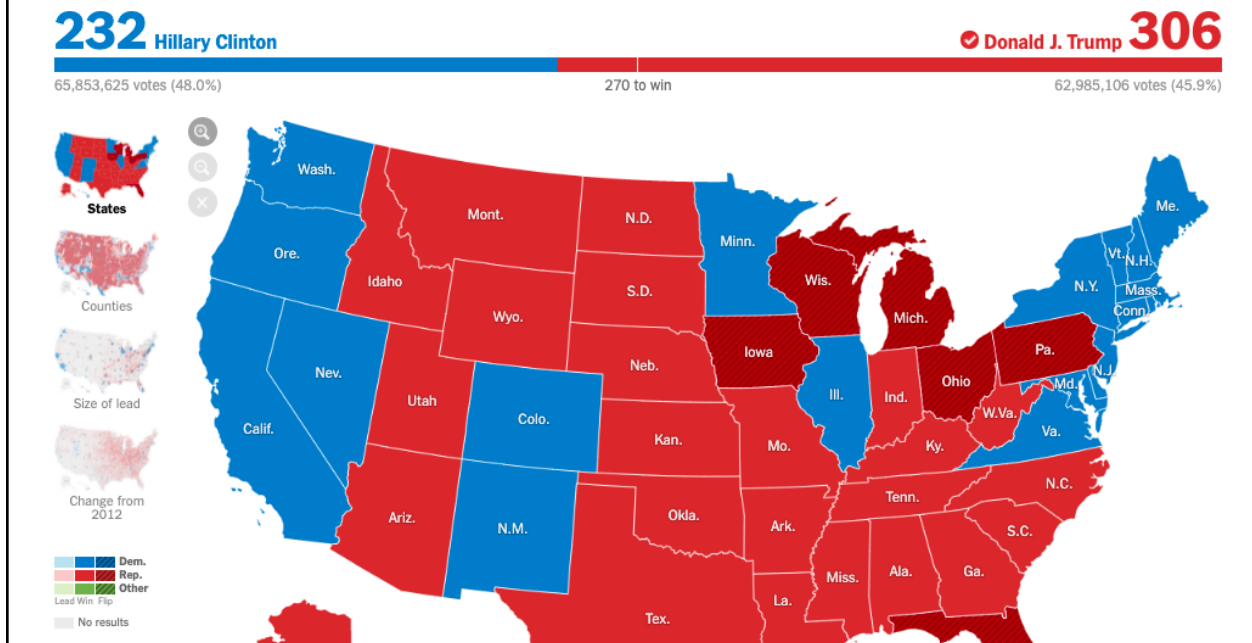 232 Hillary Clinton
Donald J. Trump 306
65,853,625 votes (48.0%)
270 to win
62,985,106 votes (45.9%)
States
Counties
Size of lead
Change from
2012
Dem.
Rep.
Other
Lead Win Flip
No results
Wash.
Mont.
N.D.
Minn.
Me.
Ore.
Idaho
S.D.
Wis.
Vt.
N.H.
Wyo.
Mich.
N.Y.
Mass.
Conn
Nev.
Neb.
Iowa
Pa.
N.J.
Utah
Colo.
Ill.
Ind.
Ohio
Md.
Calif.
Kan.
Mo.
Ky.
W.Va.
Va.
Ariz.
N.M.
Okla.
Ark.
Tenn.
N.C.
S.C.
Tex.
La.
Miss.
Ala.
Ga.